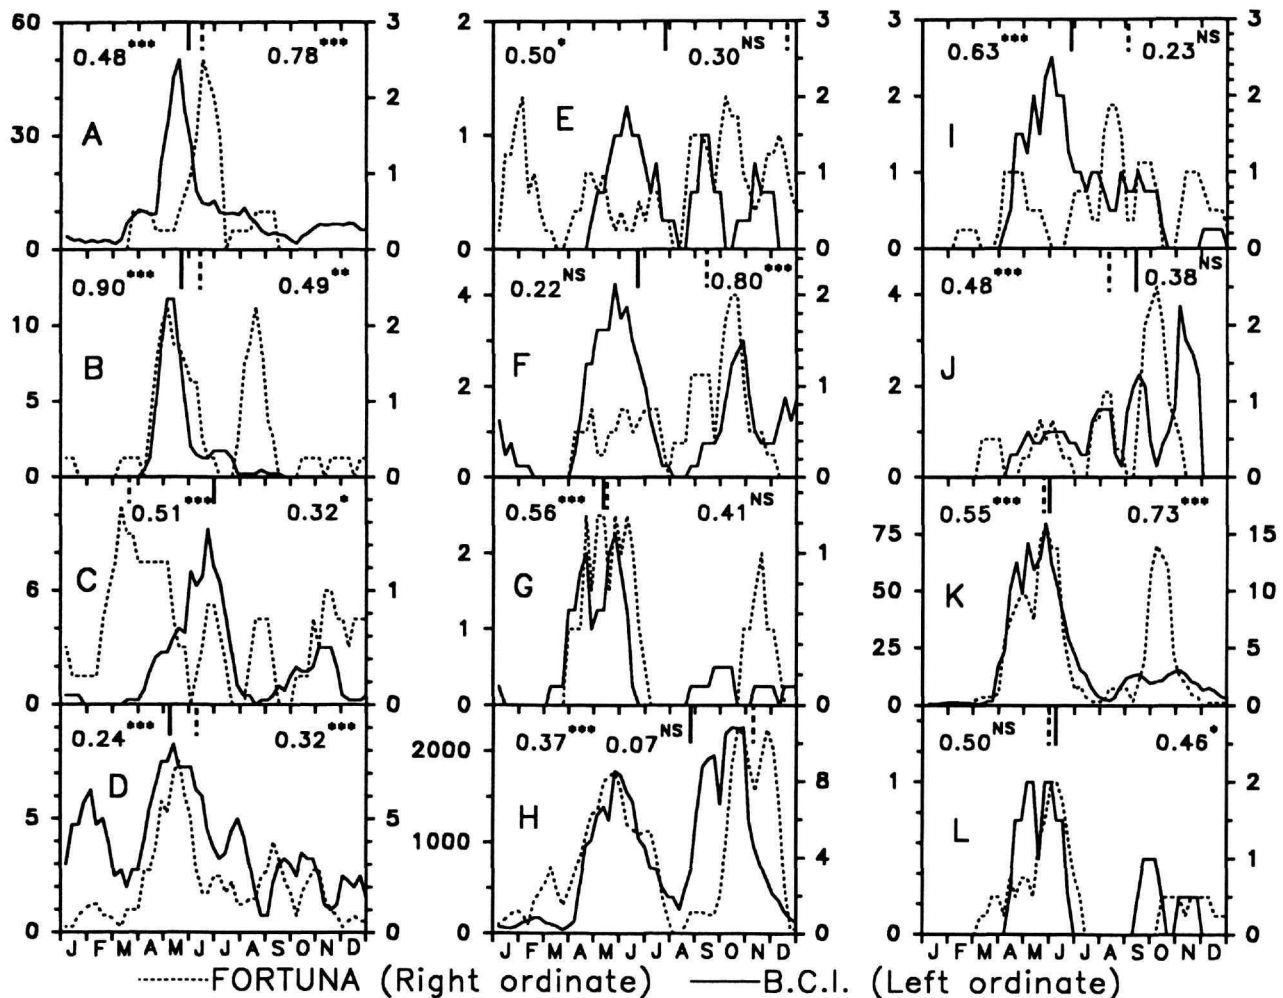 60 3 2 3 3 3
0.48*** 0.78*** 0.50* 0.30NS 0.63*** 0.23NS
2 2 2 2
30 A 1 E 1 I
1 1 1 1
0 0 0 0 0 0
0.90*** 0.49** 0.22NS 0.80*** 0.48*** 0.38NS
10 2 4 2 4 2
B F J
5 1 2 1 2 1
0 0 0 0 0 0
0.51*** 0.32* 0.56*** 0.41NS 0.55*** 0.73***
6 C 1 2 G 1 75 K 15
50 10
1 25 5
0 0 0 0 0 0
0.24*** 0.32*** 0.37*** 0.07NS 0.50NS 0.46*
D 2000 H 8 1 L 2
5 5 1000 4 1
0 0 0 0 0 0
J F M A M J J A S O N D J F M A M J J A S O N D J F M A M J J A S O N D
FORTUNA (Right ordinate) B.C.I. (Left ordinate)